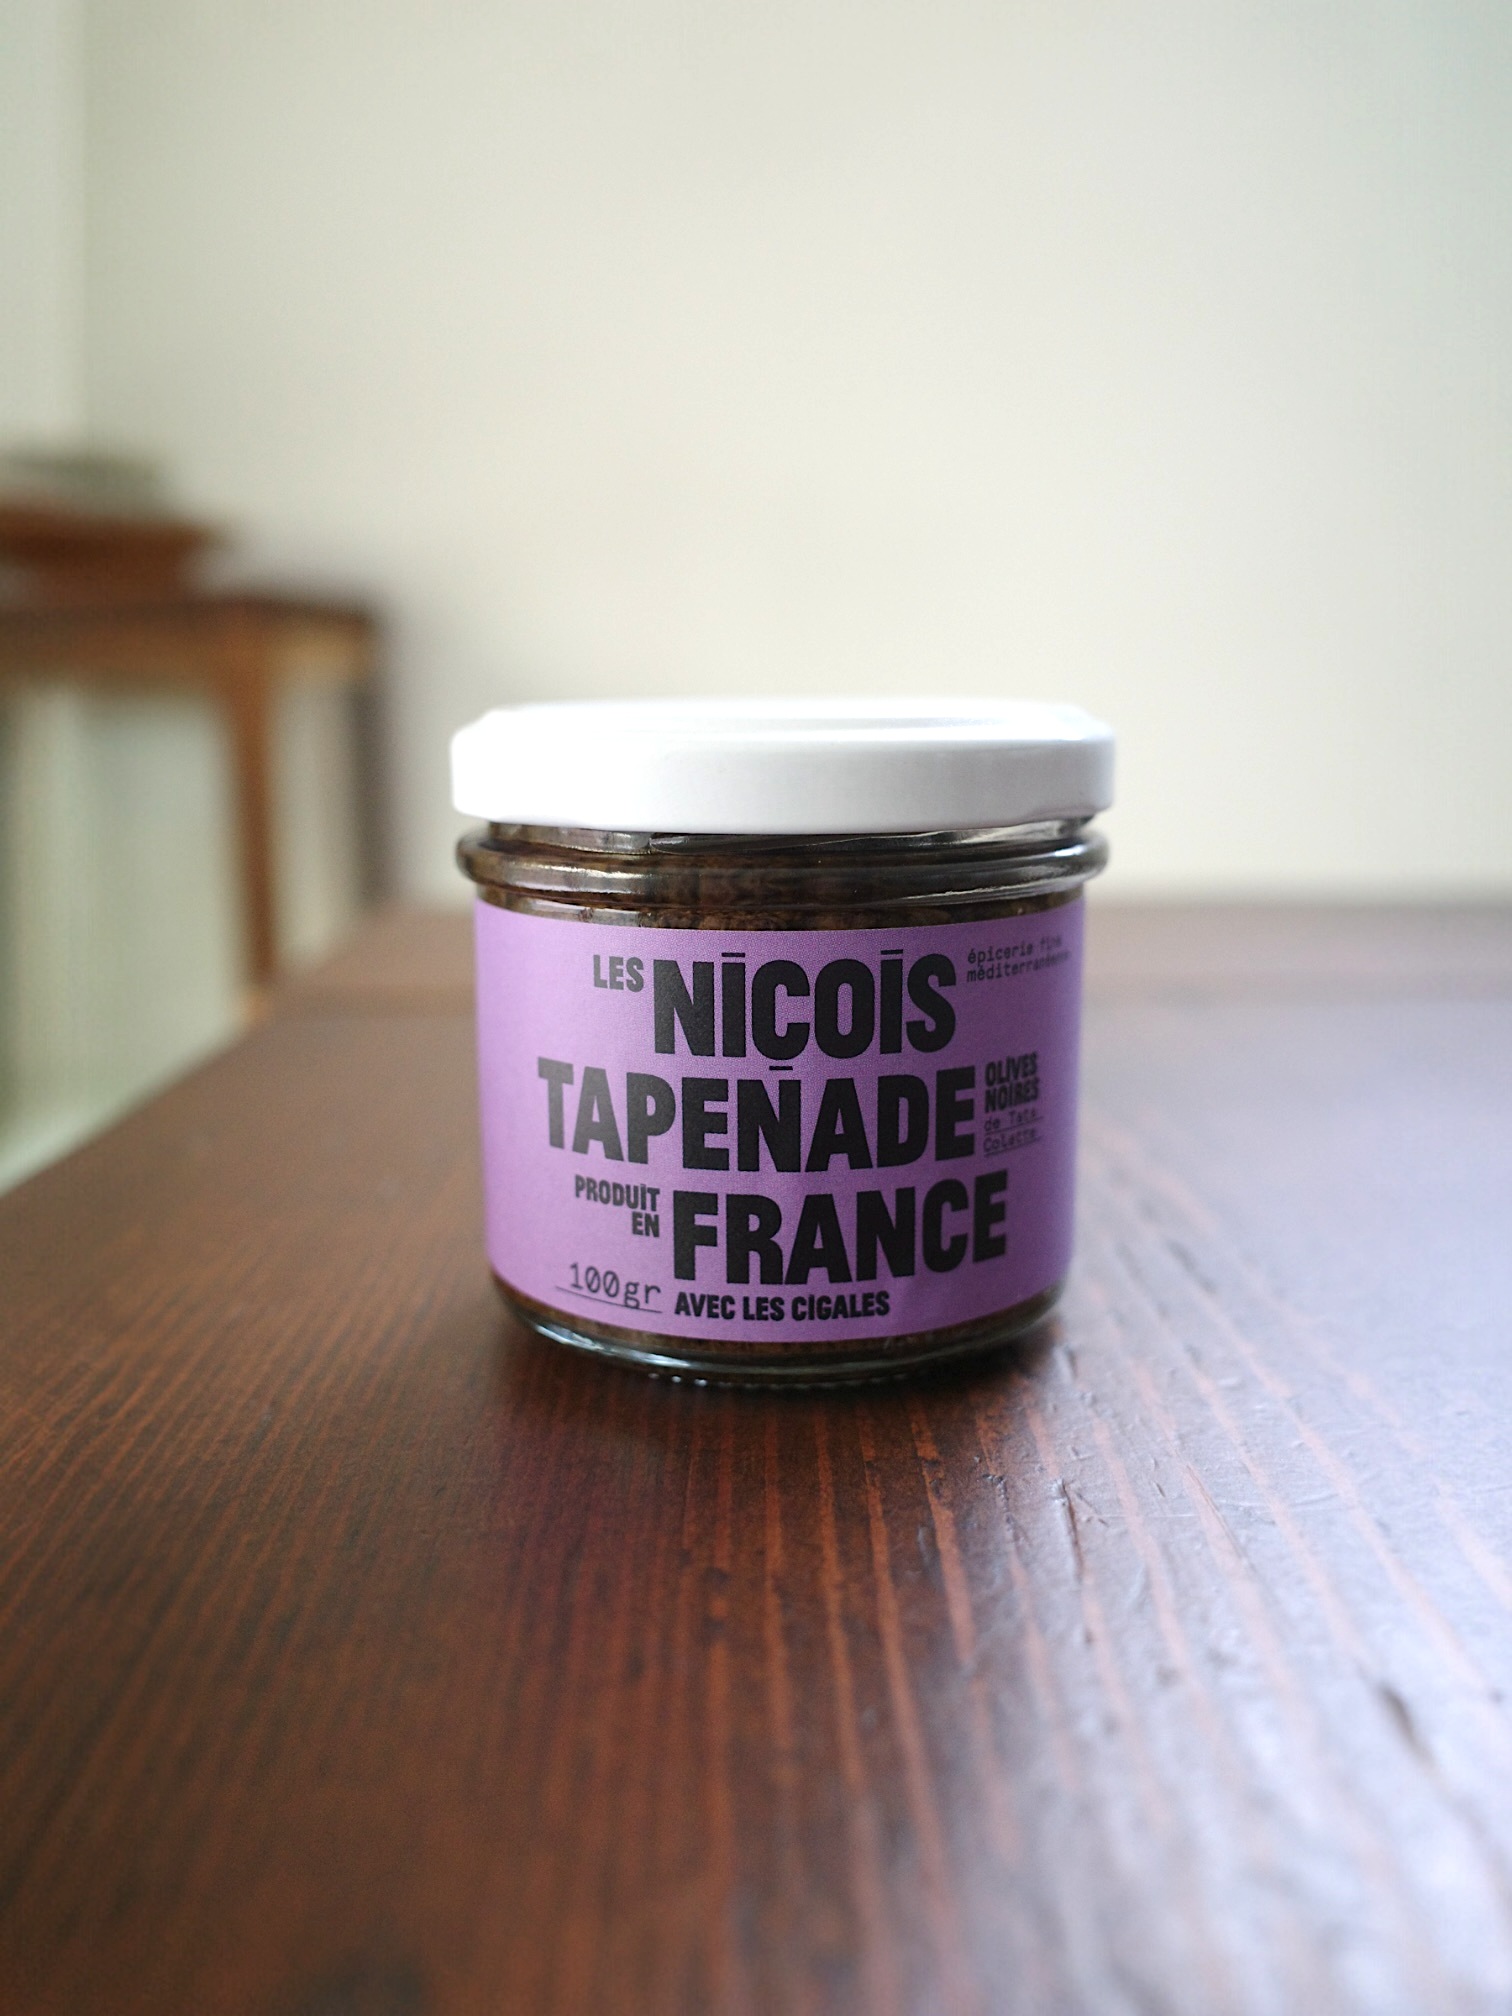 LES NIÇOIS
épicerie fine
méditerranéenne
TAPENADE
OLIVES
NOIRES
de Tata
Colette
PRODUIT
EN
FRANCE
100gr
AVEC LES CIGALES